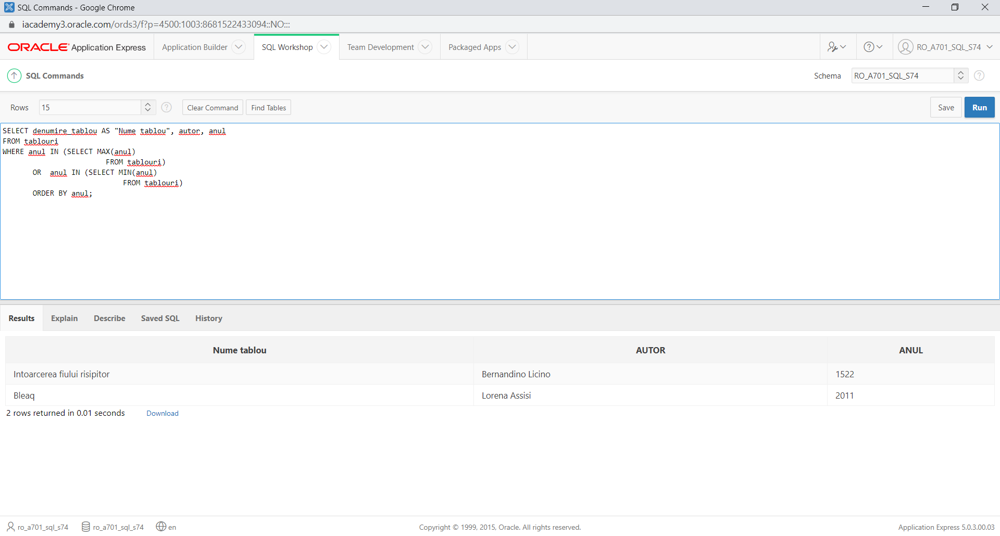 SQL Commands - Google Chrome
iacademy3.oracle.com/ords3/f?p=4500:1003:8681522433094::NO:::
ORACLE Application Express Application Builder SQL Workshop Team Development Packaged Apps RO_A701_SQL_S74
SQL Commands Schema RO_A701_SQL_S74
Rows 15 Clear Command Find Tables Save Run
SELECT denumire_tablou AS "Nume tablou", autor, anul
FROM tablouri
WHERE anul IN (SELECT MAX(anul)
FROM tablouri)
OR anul IN (SELECT MIN(anul)
FROM tablouri)
ORDER BY anul;
Results Explain Describe Saved SQL History
Nume tablou AUTOR ANUL
Intoarcerea fiului risipitor Bernandino Licino 1522
Bleaq Lorena Assisi 2011
2 rows returned in 0.01 seconds Download
ro_a701_sql_s74 ro_a701_sql_s74 en Copyright © 1999, 2015, Oracle. All rights reserved. Application Express 5.0.3.00.03